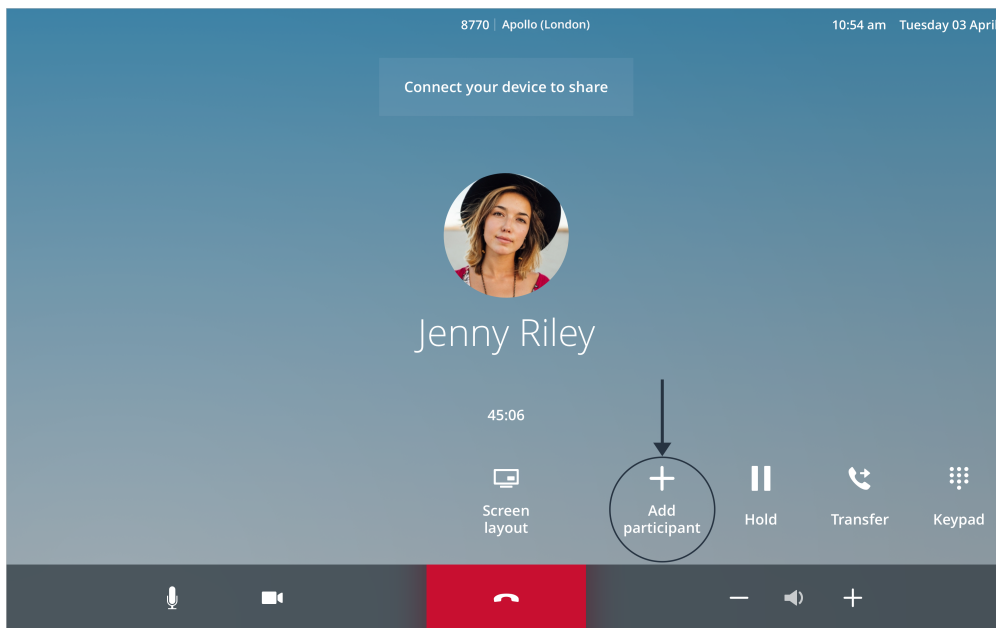 8770 | Apollo (London)
10:54 am Tuesday 03 April
Connect your device to share
Jenny Riley
45:06
Screen
layout
Add
participant
Hold
Transfer
Keypad